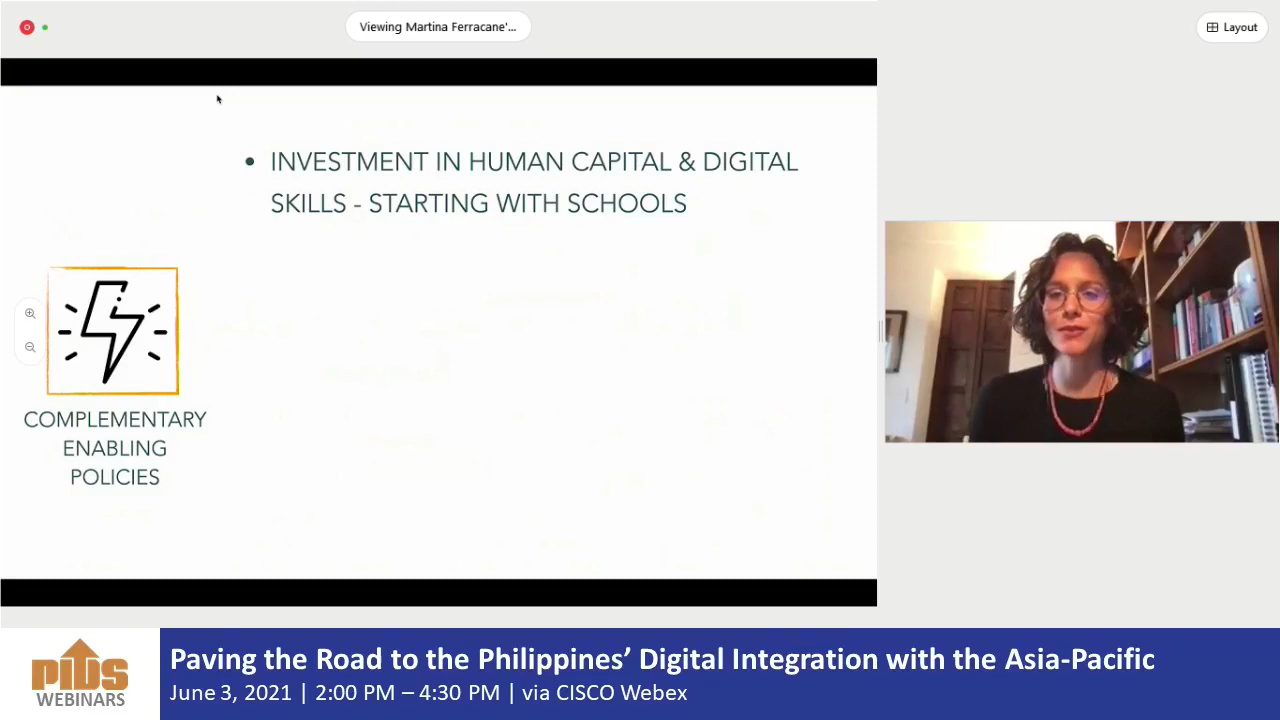 Viewing Martina Ferracane'...
Layout
• INVESTMENT IN HUMAN CAPITAL & DIGITAL
SKILLS - STARTING WITH SCHOOLS
COMPLEMENTARY
ENABLING
POLICIES
PIDS
WEBINARS
Paving the Road to the Philippines’ Digital Integration with the Asia-Pacific
June 3, 2021 | 2:00 PM – 4:30 PM | via CISCO Webex